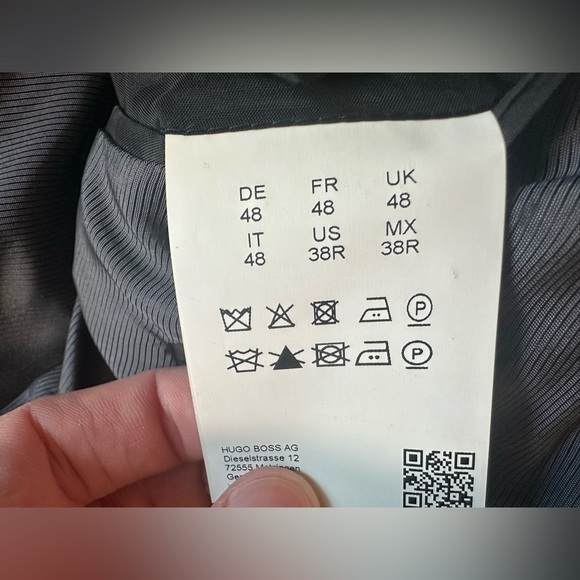 DE FR UK
48 48 48
IT US MX
48 38R 38R
P
P
HUGO BOSS AG
Dieselstrasse 12
72555